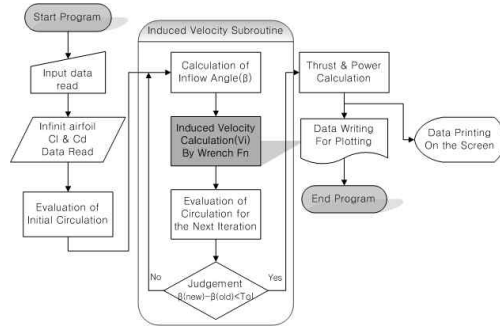 Start Program
Input data
read
Infinit airfoil
Cl & Cd
Data Read
Evaluation of
Initial Circulation
Induced Velocity Subroutine
Calculation of
Inflow Angle(β)
Induced Velocity
Calculation(Vi)
By Wrench Fn
Evaluation of
Circulation for
the Next Iteration
No
Yes
Judgement
β(new)-β(old)<Tol
Thrust & Power
Calculation
Data Writing
For Plotting
Data Printing
On the Screen
End Program